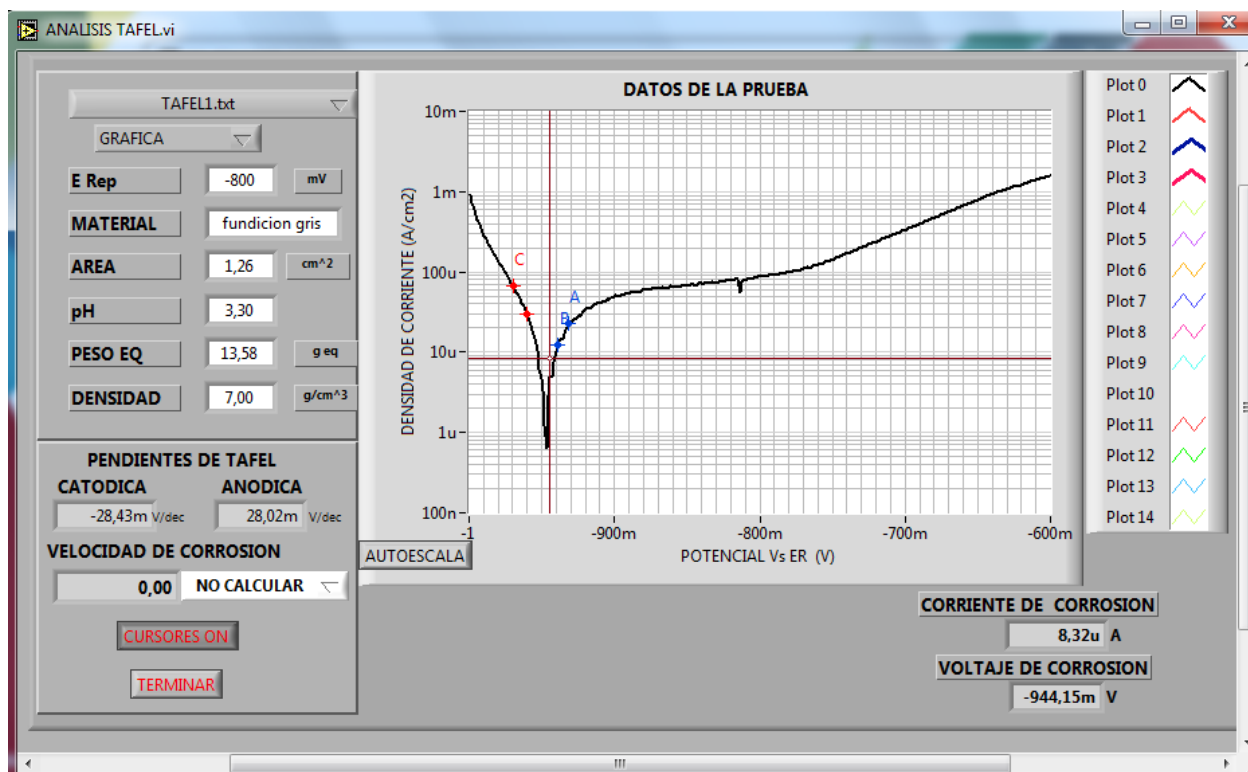 ANALISIS TAFEL.vi
TAFEL1.txt
GRAFICA
E Rep -800 mV
MATERIAL fundicion gris
AREA 1,26 cm^2
pH 3,30
PESO EQ 13,58 g eq
DENSIDAD 7,00 g/cm^3
PENDIENTES DE TAFEL
CATODICA ANODICA
-28,43m V/dec 28,02m V/dec
VELOCIDAD DE CORROSION
0,00 NO CALCULAR
CURSORES ON
TERMINAR
DATOS DE LA PRUEBA
DENSIDAD DE CORRIENTE (A/cm2)
10m
1m
100u
10u
1u
100n
C
A
B
-1 -900m -800m -700m -600m
POTENCIAL Vs ER (V)
AUTOESCALA
Plot 0
Plot 1
Plot 2
Plot 3
Plot 4
Plot 5
Plot 6
Plot 7
Plot 8
Plot 9
Plot 10
Plot 11
Plot 12
Plot 13
Plot 14
CORRIENTE DE CORROSION
8,32u A
VOLTAJE DE CORROSION
-944,15m V